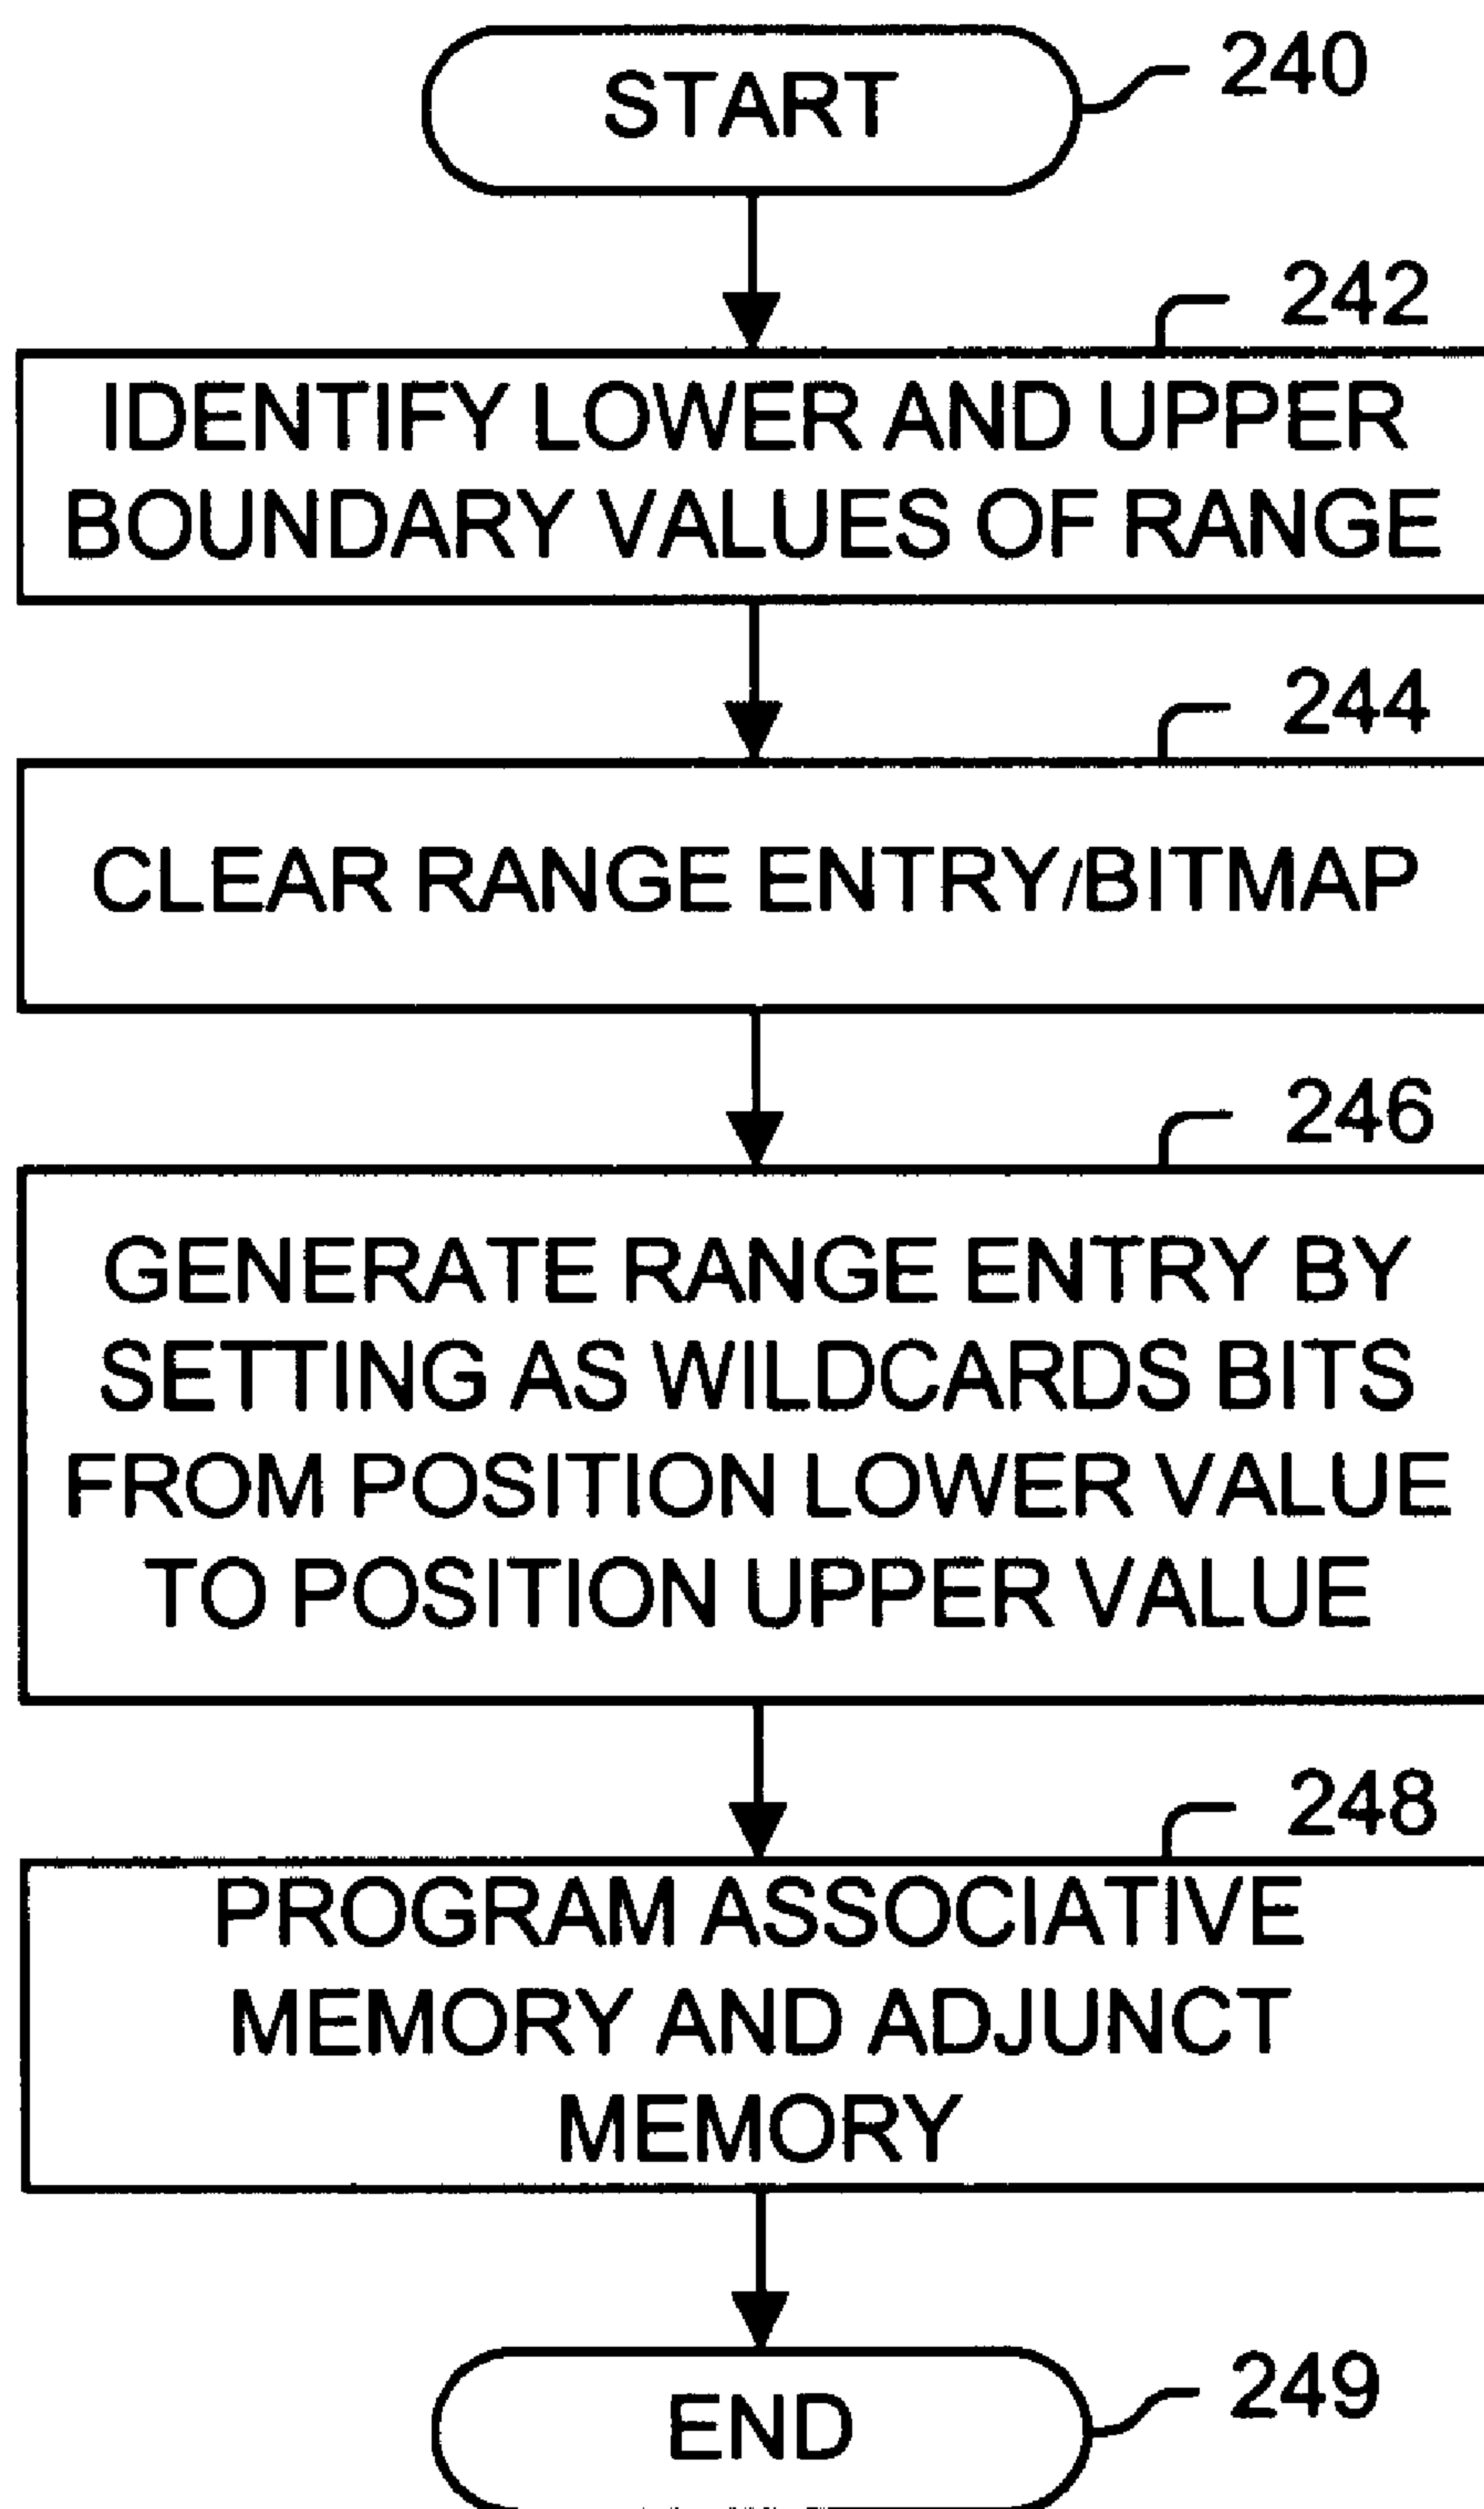 START
240
242
IDENTIFY LOWER AND UPPER
BOUNDARY VALUES OF RANGE
244
CLEAR RANGE ENTRY/BITMAP
246
GENERATE RANGE ENTRY BY
SETTING AS WILDCARDS BITS
FROM POSITION LOWER VALUE
TO POSITION UPPER VALUE
248
PROGRAM ASSOCIATIVE
MEMORY AND ADJUNCT
MEMORY
END
249